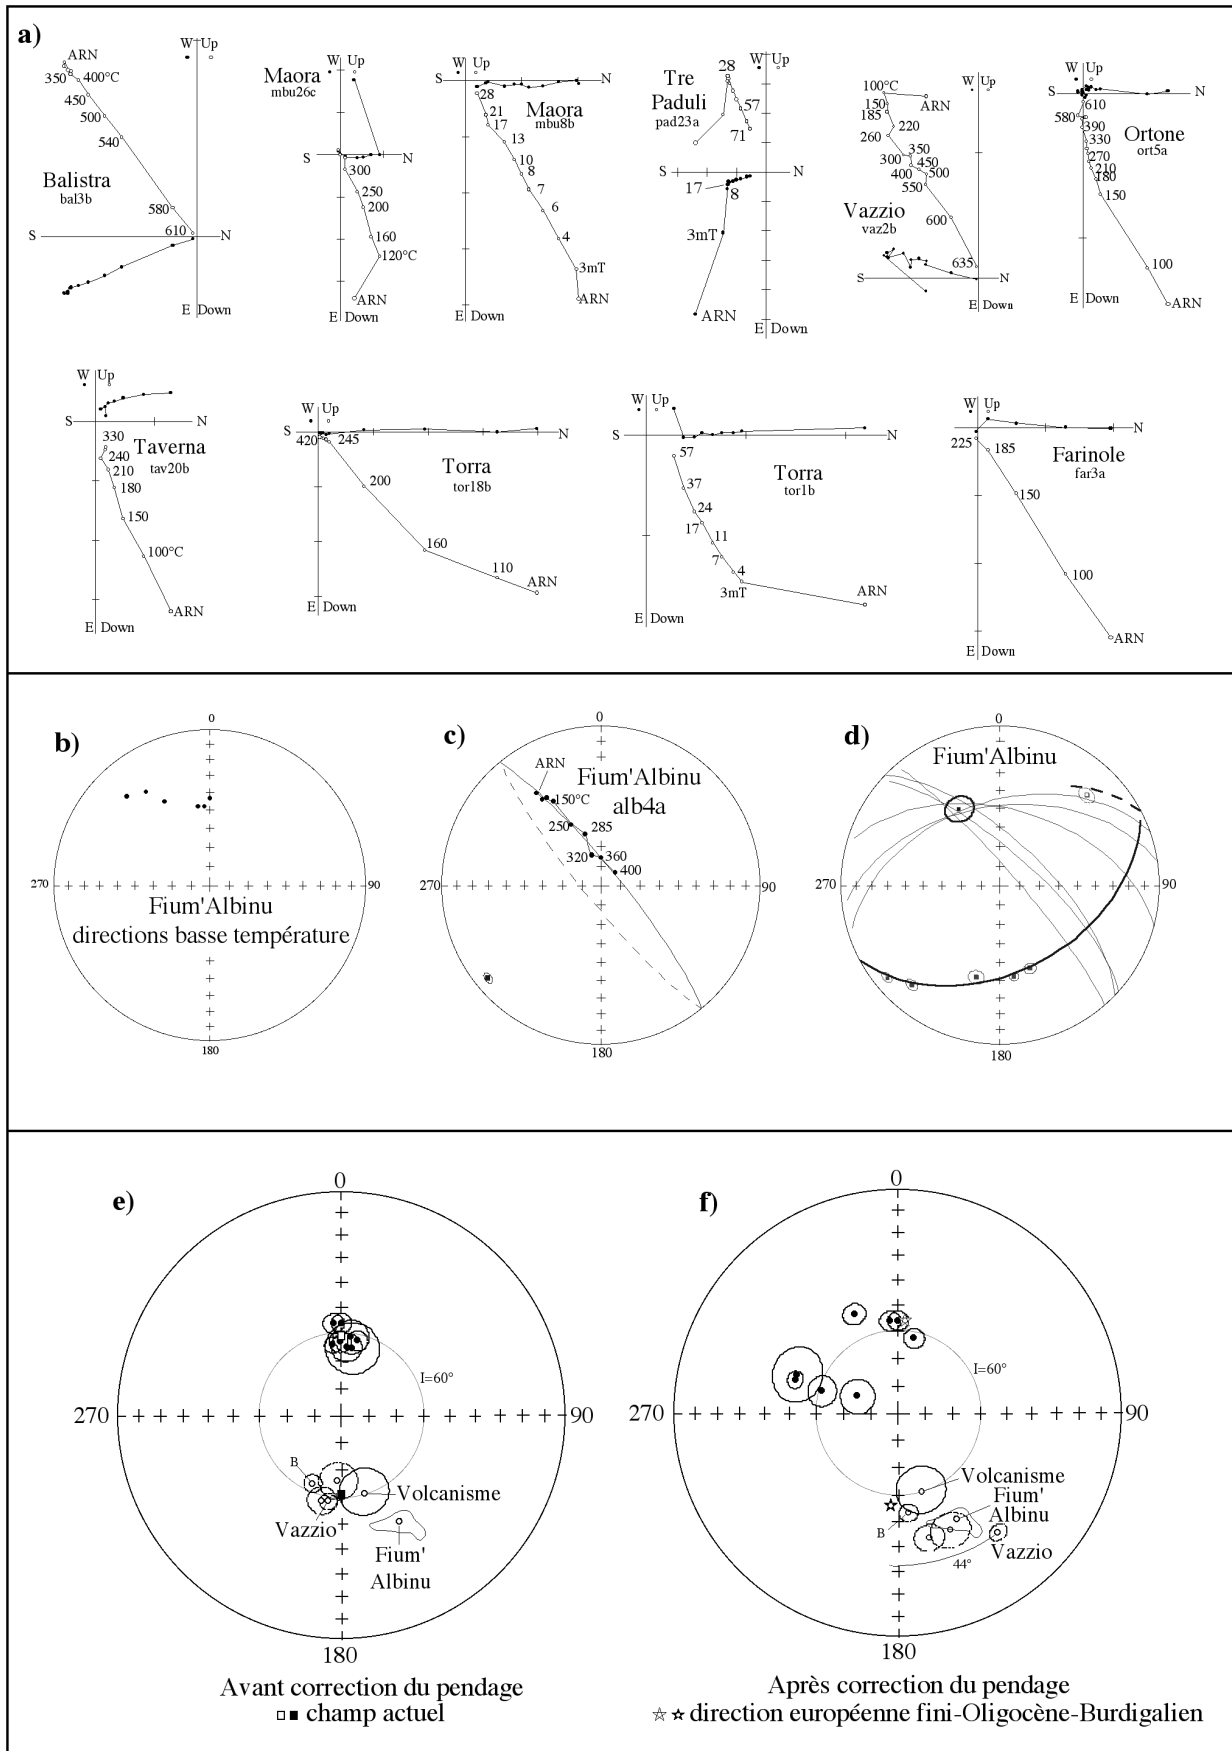 a)
W Up
ARN
350
400°C
450
500
540
Balistra
bal3b
580
610
S
N
E Down
Maora
mbu26c
W Up
N
300
250
200
160
120°C
ARN
E Down
W Up
N
28
Maora
mbu8b
21
17
13
10
8
7
6
4
3mT
ARN
E Down
Tre
Paduli
pad23a
28
W Up
57
71
S
N
17
8
3mT
ARN
E Down
100°C
W Up
150
ARN
185
220
260
350
300
450
400
500
550
Vazzio
vaz2b
600
635
S
N
E Down
W Up
N
610
580°
390
330
270
210
180
150
Ortone
ort5a
100
ARN
E Down
W Up
S
N
330
Taverna
tav20b
240
210
180
150
100°C
ARN
E Down
W Up
S
N
420
245
Torra
tor18b
200
160
110
ARN
E Down
W Up
S
N
57
Torra
tor1b
37
24
17
11
7
4
3mT
ARN
E Down
W Up
N
225
185
Farinole
far3a
150
100
ARN
E Down
b)
0
270
90
Fium'Albinu
directions basse température
180
c)
0
ARN
Fium'Albinu
alb4a
150°C
250
285
320
360
400
270
90
180
d)
0
Fium'Albinu
270
90
180
e)
0
I=60°
270
90
B
Volcanisme
Vazzio
Fium'
Albinu
180
Avant correction du pendage
champ actuel
f)
0
I=60°
270
90
Volcanisme
Fium'
Albinu
B
Vazzio
44°
180
Après correction du pendage
direction européenne fini-Oligocène-Burdigalien